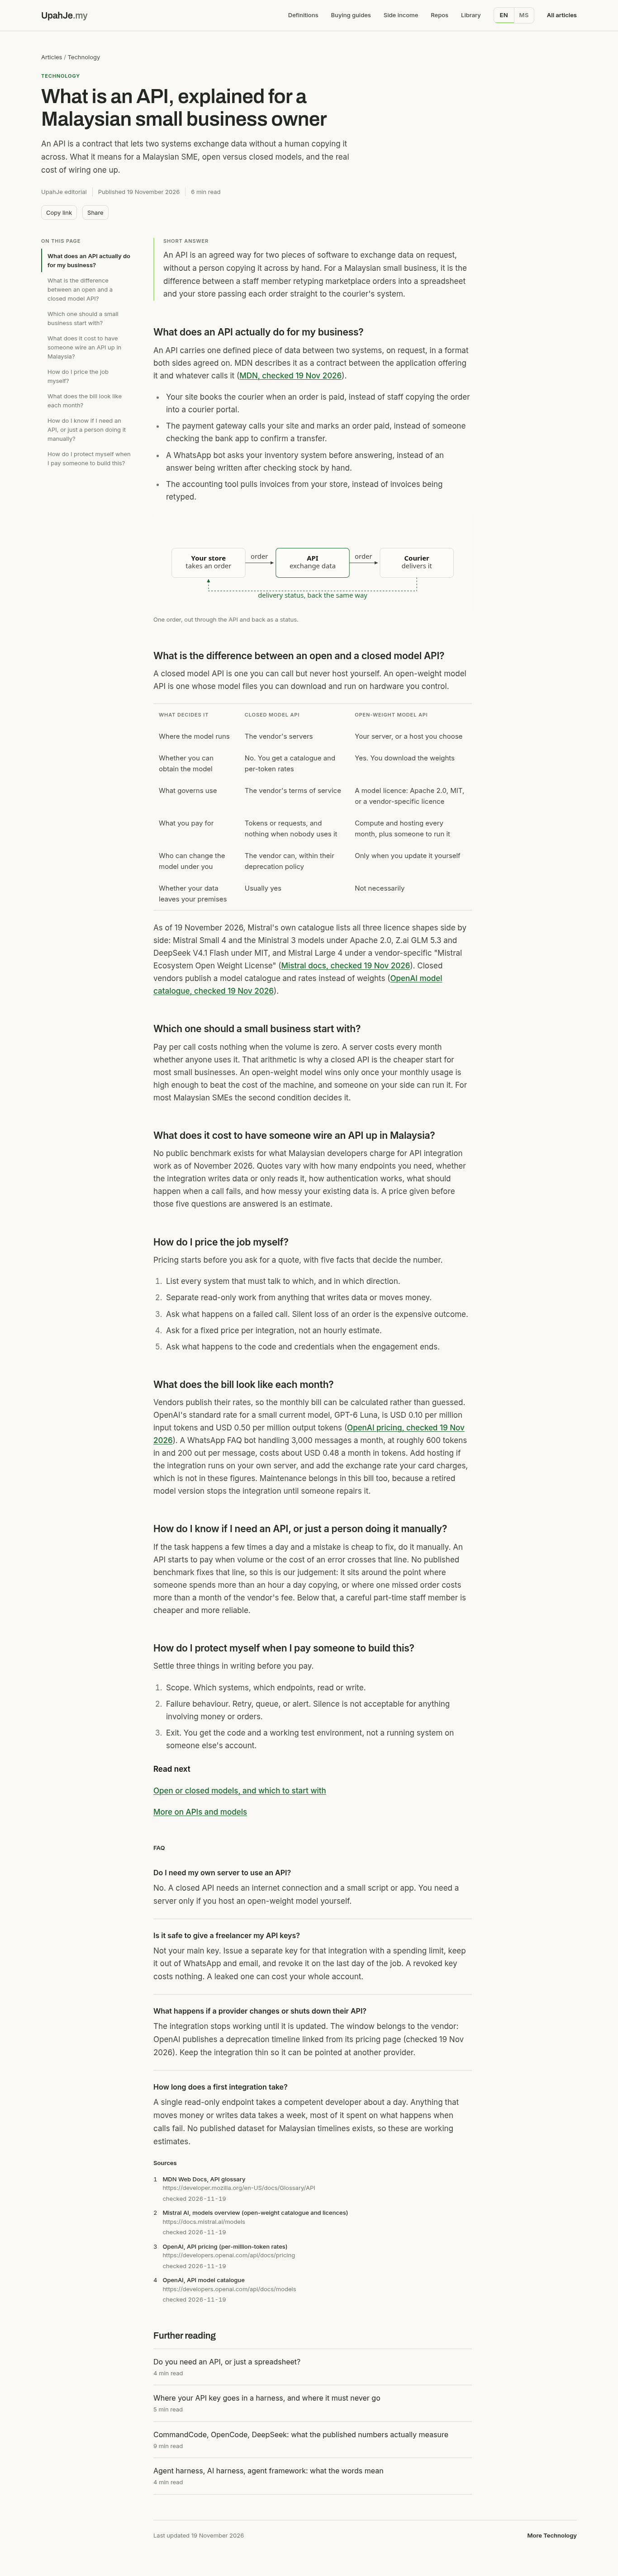 UpahJe.my
Definitions
Buying guides
Side income
Repos
Library
EN
MS
All articles
Articles / Technology
TECHNOLOGY
What is an API, explained for a
Malaysian small business owner
An API is a contract that lets two systems exchange data without a human copying it
across. What it means for a Malaysian SME, open versus closed models, and the real
cost of wiring one up.
UpahJe editorial
Published 19 November 2026
6 min read
Copy link
Share
ON THIS PAGE
What does an API actually do
for my business?
What is the difference
between an open and a
closed model API?
Which one should a small
business start with?
What does it cost to have
someone wire an API up in
Malaysia?
How do I price the job
myself?
What does the bill look like
each month?
How do I know if I need an
API, or just a person doing it
manually?
How do I protect myself when
I pay someone to build this?
SHORT ANSWER
An API is an agreed way for two pieces of software to exchange data on request,
without a person copying it across by hand. For a Malaysian small business, it is the
difference between a staff member retyping marketplace orders into a spreadsheet
and your store passing each order straight to the courier's system.
What does an API actually do for my business?
An API carries one defined piece of data between two systems, on request, in a format
both sides agreed on. MDN describes it as a contract between the application offering
it and whatever calls it (MDN, checked 19 Nov 2026).
• Your site books the courier when an order is paid, instead of staff copying the order
into a courier portal.
• The payment gateway calls your site and marks an order paid, instead of someone
checking the bank app to confirm a transfer.
• A WhatsApp bot asks your inventory system before answering, instead of an
answer being written after checking stock by hand.
• The accounting tool pulls invoices from your store, instead of invoices being
retyped.
Your store
takes an order
order
API
exchange data
order
Courier
delivers it
delivery status, back the same way
One order, out through the API and back as a status.
What is the difference between an open and a closed model API?
A closed model API is one you can call but never host yourself. An open-weight model
API is one whose model files you can download and run on hardware you control.
WHAT DECIDES IT
CLOSED MODEL API
OPEN-WEIGHT MODEL API
Where the model runs
The vendor's servers
Your server, or a host you choose
Whether you can
obtain the model
No. You get a catalogue and
per-token rates
Yes. You download the weights
What governs use
The vendor's terms of service
A model licence: Apache 2.0, MIT,
or a vendor-specific licence
What you pay for
Tokens or requests, and
nothing when nobody uses it
Compute and hosting every
month, plus someone to run it
Who can change the
model under you
The vendor can, within their
deprecation policy
Only when you update it yourself
Whether your data
leaves your premises
Usually yes
Not necessarily
As of 19 November 2026, Mistral's own catalogue lists all three licence shapes side by
side: Mistral Small 4 and the Ministral 3 models under Apache 2.0, Z.ai GLM 5.3 and
DeepSeek V4.1 Flash under MIT, and Mistral Large 4 under a vendor-specific "Mistral
Ecosystem Open Weight License" (Mistral docs, checked 19 Nov 2026). Closed
vendors publish a model catalogue and rates instead of weights (OpenAI model
catalogue, checked 19 Nov 2026).
Which one should a small business start with?
Pay per call costs nothing when the volume is zero. A server costs every month
whether anyone uses it. That arithmetic is why a closed API is the cheaper start for
most small businesses. An open-weight model wins only once your monthly usage is
high enough to beat the cost of the machine, and someone on your side can run it. For
most Malaysian SMEs the second condition decides it.
What does it cost to have someone wire an API up in Malaysia?
No public benchmark exists for what Malaysian developers charge for API integration
work as of November 2026. Quotes vary with how many endpoints you need, whether
the integration writes data or only reads it, how authentication works, what should
happen when a call fails, and how messy your existing data is. A price given before
those five questions are answered is an estimate.
How do I price the job myself?
Pricing starts before you ask for a quote, with five facts that decide the number.
1. List every system that must talk to which, and in which direction.
2. Separate read-only work from anything that writes data or moves money.
3. Ask what happens on a failed call. Silent loss of an order is the expensive outcome.
4. Ask for a fixed price per integration, not an hourly estimate.
5. Ask what happens to the code and credentials when the engagement ends.
What does the bill look like each month?
Vendors publish their rates, so the monthly bill can be calculated rather than guessed.
OpenAI's standard rate for a small current model, GPT-6 Luna, is USD 0.10 per million
input tokens and USD 0.50 per million output tokens (OpenAI pricing, checked 19 Nov
2026). A WhatsApp FAQ bot handling 3,000 messages a month, at roughly 600 tokens
in and 200 out per message, costs about USD 0.48 a month in tokens. Add hosting if
the integration runs on your own server, and add the exchange rate your card charges,
which is not in these figures. Maintenance belongs in this bill too, because a retired
model version stops the integration until someone repairs it.
How do I know if I need an API, or just a person doing it manually?
If the task happens a few times a day and a mistake is cheap to fix, do it manually. An
API starts to pay when volume or the cost of an error crosses that line. No published
benchmark fixes that line, so this is our judgement: it sits around the point where
someone spends more than an hour a day copying, or where one missed order costs
more than a month of the vendor's fee. Below that, a careful part-time staff member is
cheaper and more reliable.
How do I protect myself when I pay someone to build this?
Settle three things in writing before you pay.
1. Scope. Which systems, which endpoints, read or write.
2. Failure behaviour. Retry, queue, or alert. Silence is not acceptable for anything
involving money or orders.
3. Exit. You get the code and a working test environment, not a running system on
someone else's account.
Read next
Open or closed models, and which to start with
More on APIs and models
FAQ
Do I need my own server to use an API?
No. A closed API needs an internet connection and a small script or app. You need a
server only if you host an open-weight model yourself.
Is it safe to give a freelancer my API keys?
Not your main key. Issue a separate key for that integration with a spending limit, keep
it out of WhatsApp and email, and revoke it on the last day of the job. A revoked key
costs nothing. A leaked one can cost your whole account.
What happens if a provider changes or shuts down their API?
The integration stops working until it is updated. The window belongs to the vendor:
OpenAI publishes a deprecation timeline linked from its pricing page (checked 19 Nov
2026). Keep the integration thin so it can be pointed at another provider.
How long does a first integration take?
A single read-only endpoint takes a competent developer about a day. Anything that
moves money or writes data takes a week, most of it spent on what happens when
calls fail. No published dataset for Malaysian timelines exists, so these are working
estimates.
Sources
1 MDN Web Docs, API glossary
https://developer.mozilla.org/en-US/docs/Glossary/API
checked 2026-11-19
2 Mistral AI, models overview (open-weight catalogue and licences)
https://docs.mistral.ai/models
checked 2026-11-19
3 OpenAI, API pricing (per-million-token rates)
https://developers.openai.com/api/docs/pricing
checked 2026-11-19
4 OpenAI, API model catalogue
https://developers.openai.com/api/docs/models
checked 2026-11-19
Further reading
Do you need an API, or just a spreadsheet?
4 min read
Where your API key goes in a harness, and where it must never go
5 min read
CommandCode, OpenCode, DeepSeek: what the published numbers actually measure
9 min read
Agent harness, AI harness, agent framework: what the words mean
4 min read
Last updated 19 November 2026
More Technology